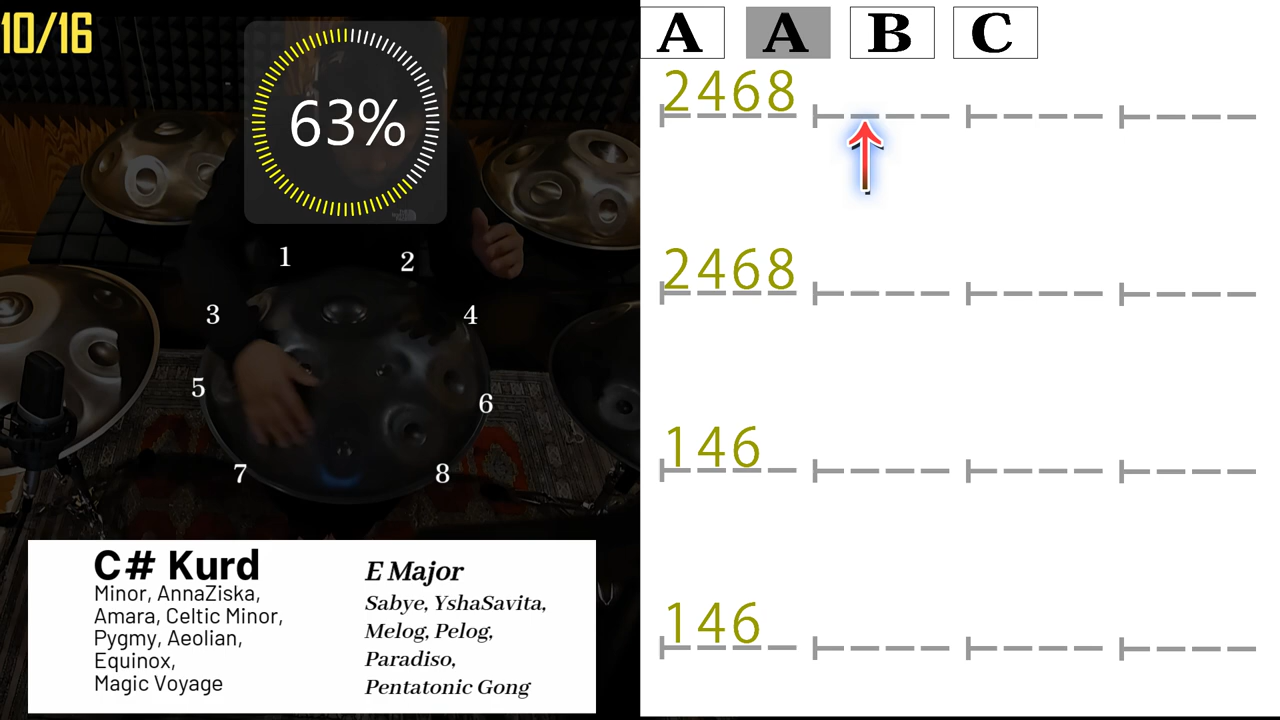 10/16
63%
1
2
3
4
5
6
7
8
C# Kurd
Minor, AnnaZiska,
Amara, Celtic Minor,
Pygmy, Aeolian,
Equinox,
Magic Voyage
E Major
Sabye, YshaSavita,
Melog, Pelog,
Paradiso,
Pentatonic Gong
A A B C
2468
2468
146
146